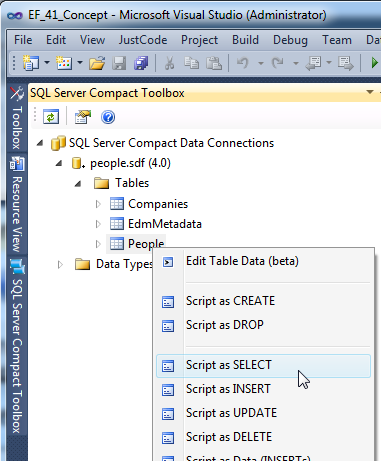 EF_41_Concept - Microsoft Visual Studio (Administrator)
File Edit View JustCode Project Build Debug Team D
SQL Server Compact Toolbox
Toolbox
Resource View
SQL Server Compact Toolbox
SQL Server Compact Data Connections
people.sdf (4.0)
Tables
Companies
EdmMetadata
People
Data Types
Edit Table Data (beta)
Script as CREATE
Script as DROP
Script as SELECT
Script as INSERT
Script as UPDATE
Script as DELETE
Script as Data (INSERTs)